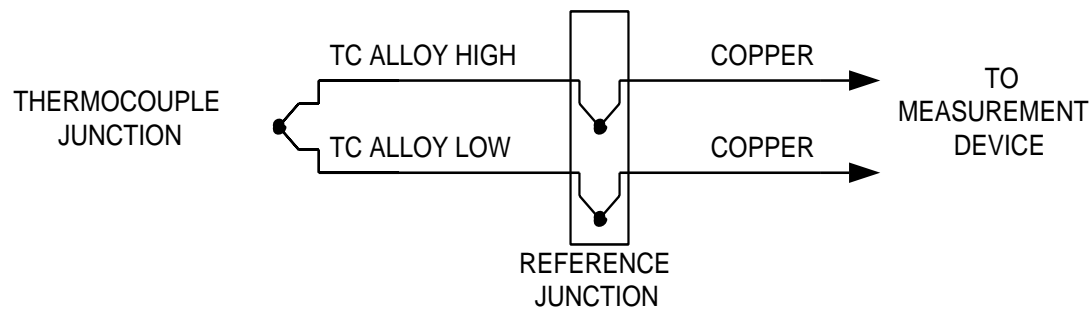 TC ALLOY HIGH
COPPER
THERMOCOUPLE
JUNCTION
TO
MEASUREMENT
DEVICE
TC ALLOY LOW
COPPER
REFERENCE
JUNCTION